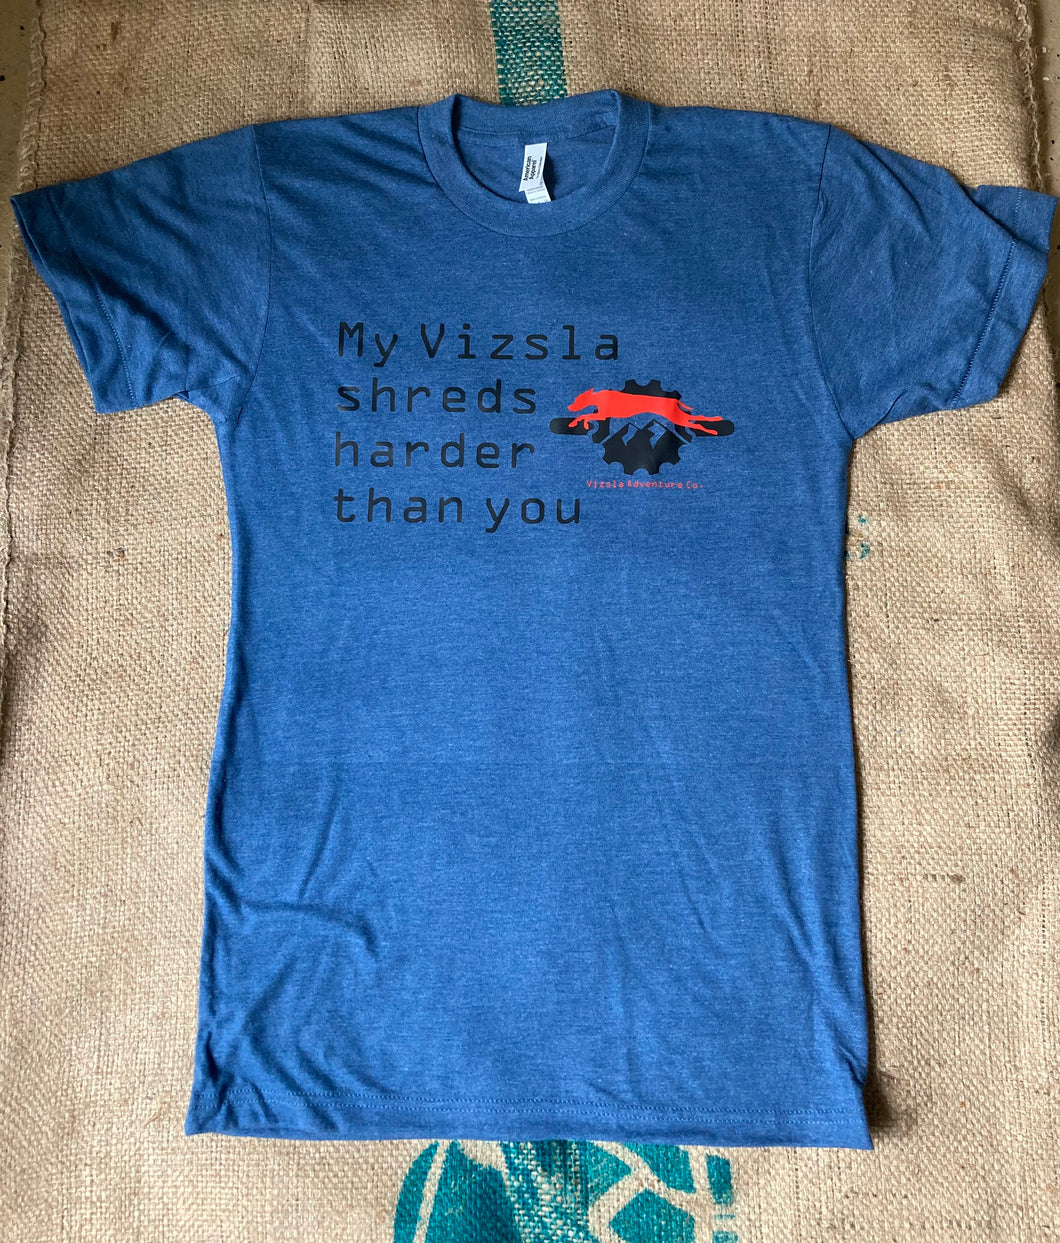 American
Apparel
My Vizsla
shreds
harder
than you
Vizsla Adventure Co.